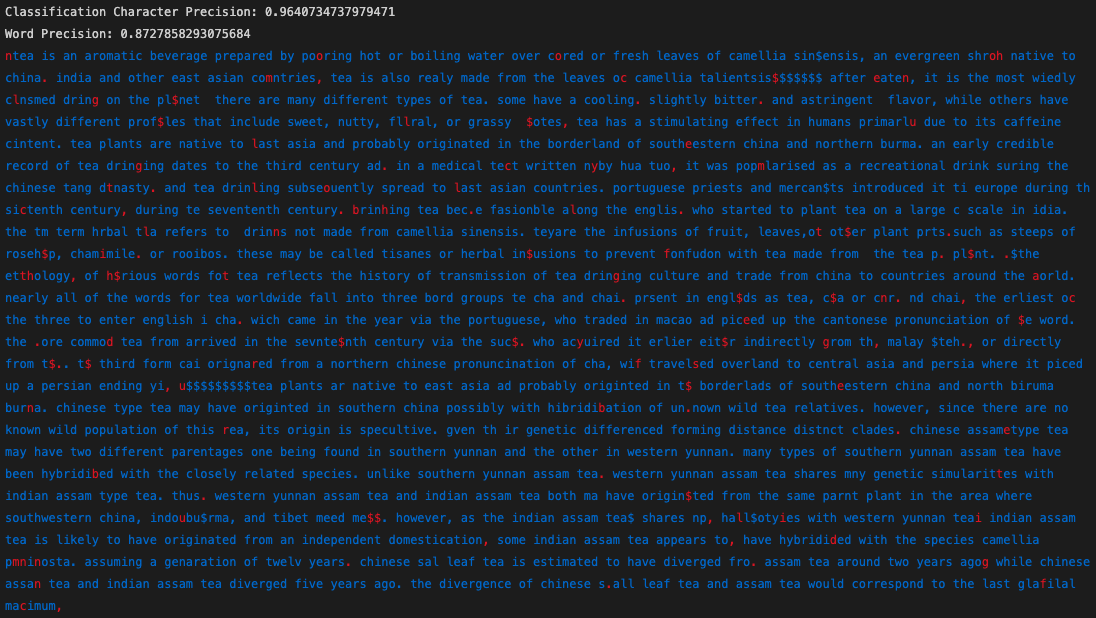 Classification Character Precision: 0.9640734737979471
Word Precision: 0.8727858293075684
ntea is an aromatic beverage prepared by pooring hot or boiling water over cored or fresh leaves of camellia sin$ensis, an evergreen shroh native to
china. india and other east asian comntries, tea is also realy made from the leaves oc camellia talientsis$$$$$$$ after eaten, it is the most wiedly
clnsmed dring on the pl$net  there are many different types of tea. some have a cooling. slightly bitter. and astringent  flavor, while others have
vastly different prof$les that include sweet, nutty, fllral, or grassy  $otes, tea has a stimulating effect in humans primarlu due to its caffeine
cintent. tea plants are native to last asia and probably originated in the borderland of southeestern china and northern burma. an early credible
record of tea dringing dates to the third century ad. in a medical tect written nyby hua tuo, it was popmlarised as a recreational drink suring the
chinese tang dtnasty. and tea drinling subseouently spread to last asian countries. portuguese priests and mercan$ts introduced it ti europe during th
sictenth century, during te sevententh century. brinhing tea bec.e fasionble along the englis. who started to plant tea on a large c scale in idia.
the tm term hrbal tla refers to  drinns not made from camellia sinensis. teyare the infusions of fruit, leaves,ot ot$er plant prts.such as steeps of
roseh$p, chamimile. or rooibos. these may be called tisanes or herbal in$usions to prevent fonfudon with tea made from  the tea p. pl$nt. .$the
etthology, of h$rious words fot tea reflects the history of transmission of tea dringing culture and trade from china to countries around the aorld.
nearly all of the words for tea worldwide fall into three bord groups te cha and chai. prsent in engl$ds as tea, c$a or cnr. nd chai, the erliest oc
the three to enter english i cha. wich came in the year via the portuguese, who traded in macao ad piceed up the cantonese pronunciation of $e word.
the .ore commod tea from arrived in the sevnte$nth century via the suc$. who acyuired it erlier eit$r indirectly grom th, malay $teh., or directly
from t$.. t$ third form cai orignared from a northern chinese pronuncination of cha, wif travelsed overland to central asia and persia where it piced
up a persian ending yi, u$$$$$$$$$tea plants ar native to east asia ad probably originted in t$ borderlads of southeestern china and north biruma
burna. chinese type tea may have originted in southern china possibly with hibridibation of un.nown wild tea relatives. however, since there are no
known wild population of this rea, its origin is specultive. gven th ir genetic differenced forming distance distnct clades. chinese assametype tea
may have two different parentages one being found in southern yunnan and the other in western yunnan. many types of southern yunnan assam tea have
been hybridibed with the closely related species. unlike southern yunnan assam tea. western yunnan assam tea shares mny genetic simularittes with
indian assam type tea. thus. western yunnan assam tea and indian assam tea both ma have origin$ted from the same parnt plant in the area where
southwestern china, indoubu$rma, and tibet meed me$$. however, as the indian assam tea$ shares np, hall$otyies with western yunnan teai indian assam
tea is likely to have originated from an independent domestication, some indian assam tea appears to, have hybridided with the species camellia
pmninosta. assuming a genaration of twelv years. chinese sal leaf tea is estimated to have diverged fro. assam tea around two years agog while chinese
assan tea and indian assam tea diverged five years ago. the divergence of chinese s.all leaf tea and assam tea would correspond to the last glafilal
macimum,